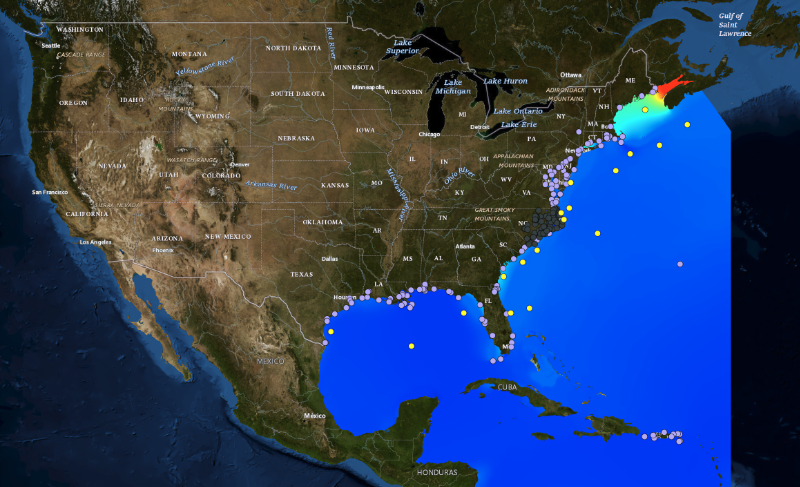 Gulf of
Saint
Lawrence
WASHINGTON
Seattle
CASCADE RANGE
MONTANA
NORTH DAKOTA
Red River
Lake
Superior
Yellowstone River
MINNESOTA
Ottawa
ME
Lake
Michigan
Lake Huron
ADIRONDACK
MOUNTAINS
VT
NH
OREGON
IDAHO
MOUNTAINS
WYOMING
SOUTH DAKOTA
Minneapolis
WISCONSIN
MI
Lake Ontario
NY
MA
Detroit
Lake Erie
Chicago
NEBRASKA
IOWA
PA
CT
NEVADA
WASATCH RANGE
UTAH
Denver
COLORADO
IL
IN
OH
APPALACHIAN
MOUNTAINS
MD
NJ
San Francisco
SIERRA NEVADA
CALIFORNIA
Arkansas River
KANSAS
MO
Mississippi River
Ohio River
KY
WV
VA
Los Angeles
ARIZONA
Phoenix
NEW MEXICO
OKLAHOMA
AR
TN
GREAT SMOKY
MOUNTAINS
NC
SC
Atlanta
Dallas
TEXAS
MS
AL
GA
LA
Houston
FL
MEXICO
México
CUBA
HONDURAS